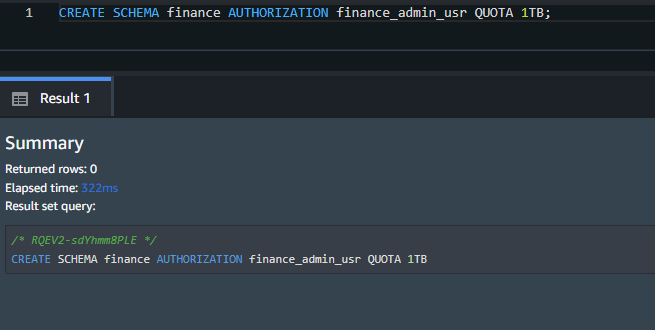 1 CREATE SCHEMA finance AUTHORIZATION finance_admin_usr QUOTA 1TB;
Result 1
Summary
Returned rows: 0
Elapsed time: 322ms
Result set query:
/* RQEV2-sdYhmm8PLE */
CREATE SCHEMA finance AUTHORIZATION finance_admin_usr QUOTA 1TB